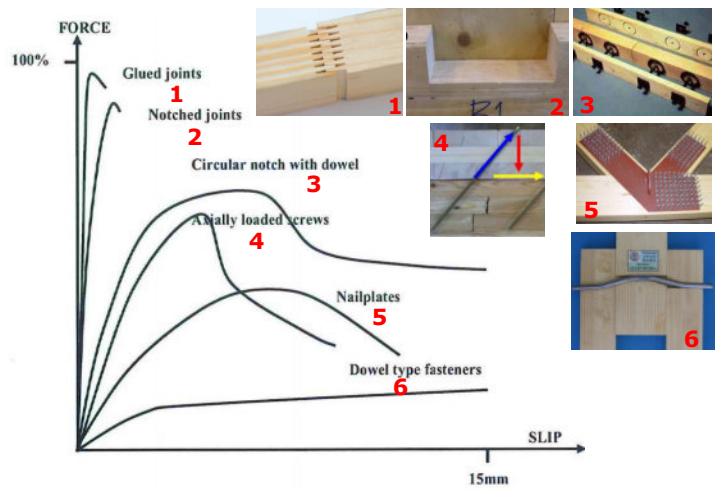 FORCE
100%
Glued joints
1
Notched joints
2
Circular notch with dowel
3
Axially loaded screws
4
Nailplates
5
Dowel type fasteners
6
SLIP
15mm
1
2
3
4
5
6